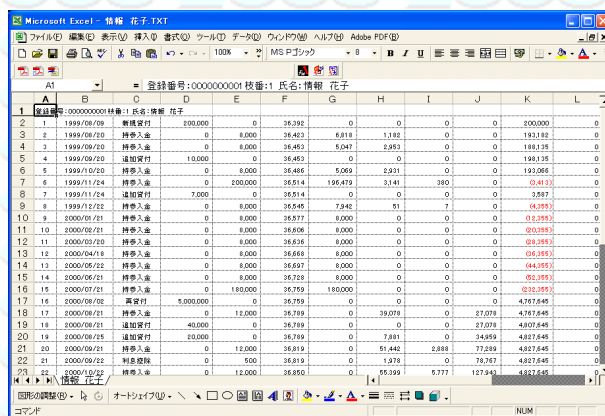 Microsoft Excel - 情報 花子.TXT
ファイル(F) 編集(E) 表示(V) 挿入(I) 書式(O) ツール(T) データ(D) ウィンドウ(W) ヘルプ(H) Adobe PDF(B)
100% MS Pゴシック 8 B I U
A1 = 登録番号:0000000001 枝番:1 氏名:情報 花子
A B C D E F G H I J K L
1 登録番号:0000000001 枝番:1 氏名:情報 花子
2 1 1999/08/09 新規貸付 200,000 0 36,392 0 0 0 0 200,000 0
3 2 1999/09/20 持参入金 0 8,000 36,423 6,818 1,182 0 0 193,182 0
4 3 1999/09/20 持参入金 0 8,000 36,453 5,047 2,953 0 0 188,135 0
5 4 1999/09/20 追加貸付 10,000 0 36,453 0 0 0 0 198,135 0
6 5 1999/10/20 持参入金 0 8,000 36,486 5,069 2,931 0 0 193,066 0
7 6 1999/11/24 持参入金 0 200,000 36,514 196,479 3,141 380 0 (3,413) 0
8 7 1999/11/24 追加貸付 7,000 0 36,514 0 0 0 0 3,587 0
9 8 1999/12/22 持参入金 0 8,000 36,545 7,942 51 7 0 (4,355) 0
10 9 2000/01/21 持参入金 0 8,000 36,577 8,000 0 0 0 (12,355) 0
11 10 2000/02/21 持参入金 0 8,000 36,606 8,000 0 0 0 (20,355) 0
12 11 2000/03/20 持参入金 0 8,000 36,636 8,000 0 0 0 (28,355) 0
13 12 2000/04/18 持参入金 0 8,000 36,668 8,000 0 0 0 (36,355) 0
14 13 2000/05/22 持参入金 0 8,000 36,697 8,000 0 0 0 (44,355) 0
15 14 2000/06/21 持参入金 0 8,000 36,728 8,000 0 0 0 (52,355) 0
16 15 2000/07/21 持参入金 0 180,000 36,759 180,000 0 0 0 (232,355) 0
17 16 2000/08/02 再貸付 5,000,000 0 36,759 0 0 0 0 4,767,645 0
18 17 2000/08/21 持参入金 0 12,000 36,789 0 39,078 0 27,078 4,767,645 0
19 18 2000/08/21 追加貸付 40,000 0 36,789 0 0 0 27,078 4,807,645 0
20 19 2000/08/25 追加貸付 20,000 0 36,789 0 7,881 0 34,959 4,827,645 0
21 20 2000/09/21 持参入金 0 12,000 36,819 0 51,442 2,888 77,289 4,827,645 0
22 21 2000/09/22 利息控除 0 500 36,819 0 1,978 0 78,767 4,827,645 0
23 22 2000/10/22 持参入金 0 12,000 36,850 0 55,399 5,777 127,943 4,827,645 0
情報 花子
図形の調整(R) オートシェイプ(U)
コマンド NUM